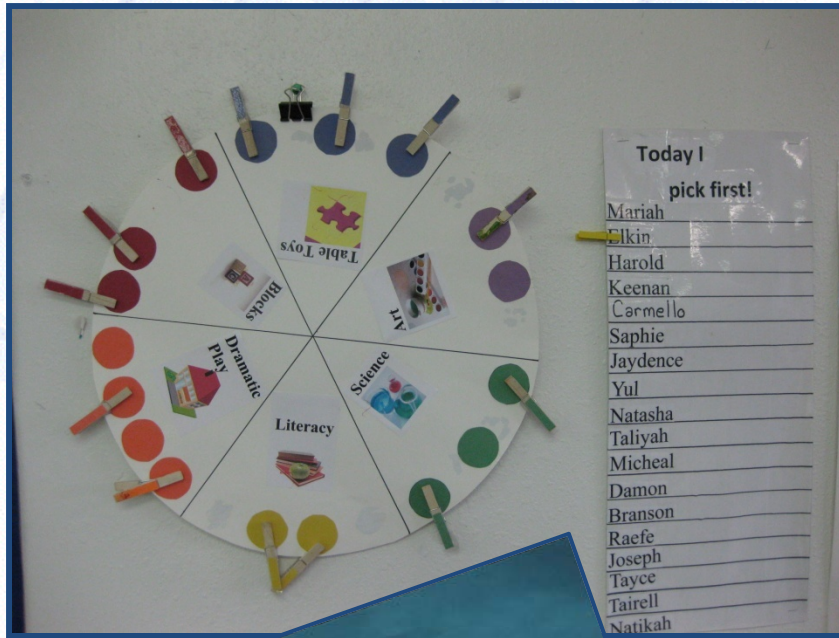 Today I
pick first!
Mariah
Elkin
Harold
Keenan
Carmello
Saphie
Jaydence
Yul
Natasha
Taliyah
Micheal
Damon
Branson
Raefe
Joseph
Tayce
Tairell
Natikah
Table Toys
Blocks
Art
Dramatic
Play
Science
Literacy